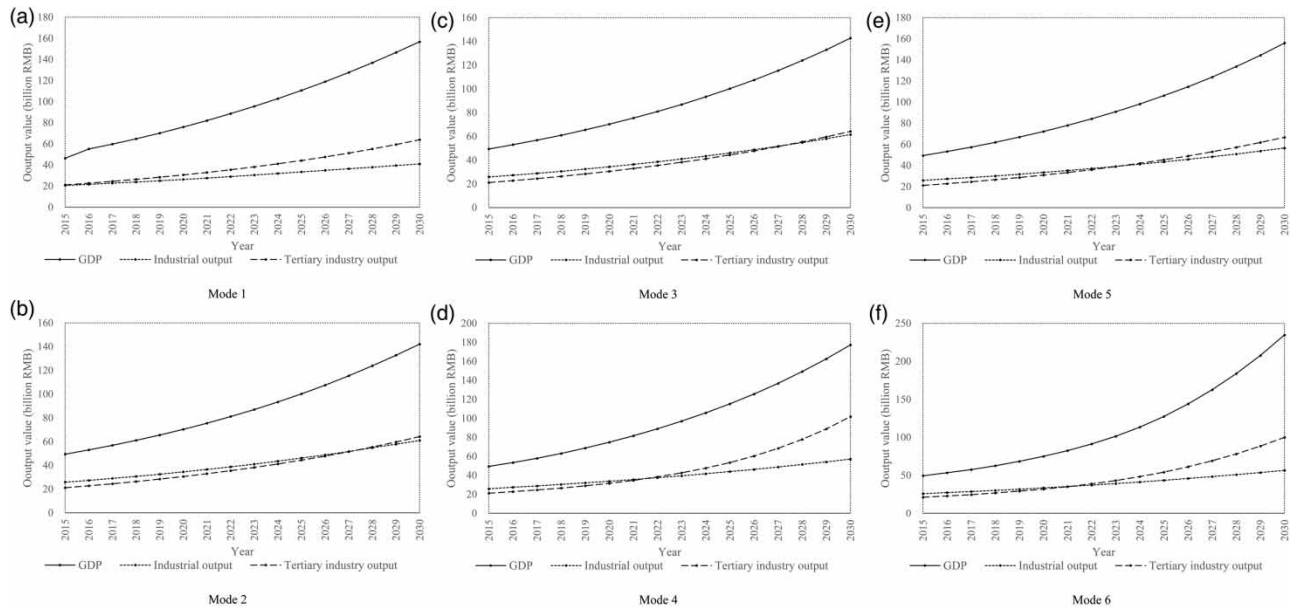 (a)
Ooutput value (billion RMB)
180
160
140
120
100
80
60
40
20
0
2015 2016 2017 2018 2019 2020 2021 2022 2023 2024 2025 2026 2027 2028 2029 2030
Year
GDP Industrial output Tertiary industry output
Mode 1
(b)
Ooutput value (billion RMB)
160
140
120
100
80
60
40
20
0
2015 2016 2017 2018 2019 2020 2021 2022 2023 2024 2025 2026 2027 2028 2029 2030
Year
GDP Industrial output Tertiary industry output
Mode 2
(c)
Ooutput value (billion RMB)
160
140
120
100
80
60
40
20
0
2015 2016 2017 2018 2019 2020 2021 2022 2023 2024 2025 2026 2027 2028 2029 2030
Year
GDP Industrial output Tertiary industry output
Mode 3
(d)
Ooutput value (billion RMB)
200
180
160
140
120
100
80
60
40
20
0
2015 2016 2017 2018 2019 2020 2021 2022 2023 2024 2025 2026 2027 2028 2029 2030
Year
GDP Industrial output Tertiary industry output
Mode 4
(e)
Ooutput value (billion RMB)
180
160
140
120
100
80
60
40
20
0
2015 2016 2017 2018 2019 2020 2021 2022 2023 2024 2025 2026 2027 2028 2029 2030
Year
GDP Industrial output Tertiary industry output
Mode 5
(f)
Ooutput value (billion RMB)
250
200
150
100
50
0
2015 2016 2017 2018 2019 2020 2021 2022 2023 2024 2025 2026 2027 2028 2029 2030
Year
GDP Industrial output Tertiary industry output
Mode 6